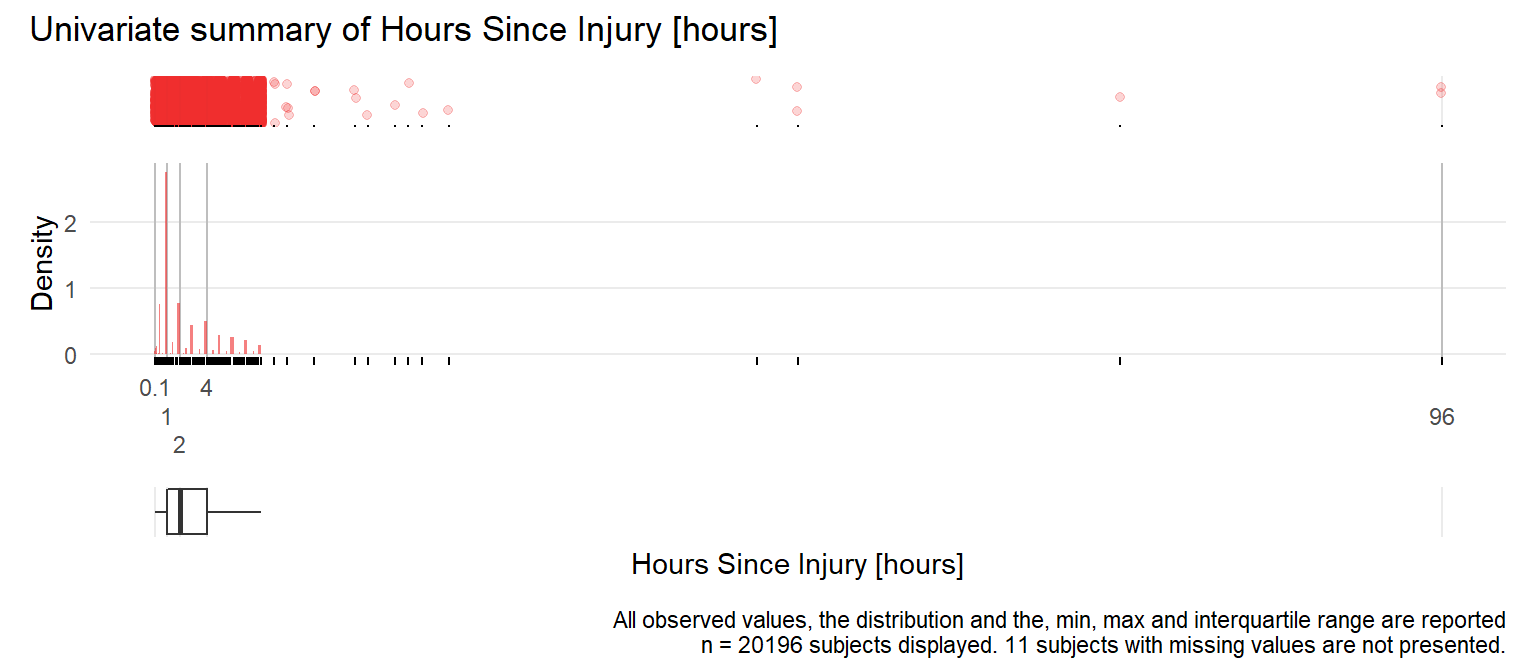 Univariate summary of Hours Since Injury [hours]
Density
2
1
0
0.1
4
1
96
2
Hours Since Injury [hours]
All observed values, the distribution and the, min, max and interquartile range are reported
n = 20196 subjects displayed. 11 subjects with missing values are not presented.